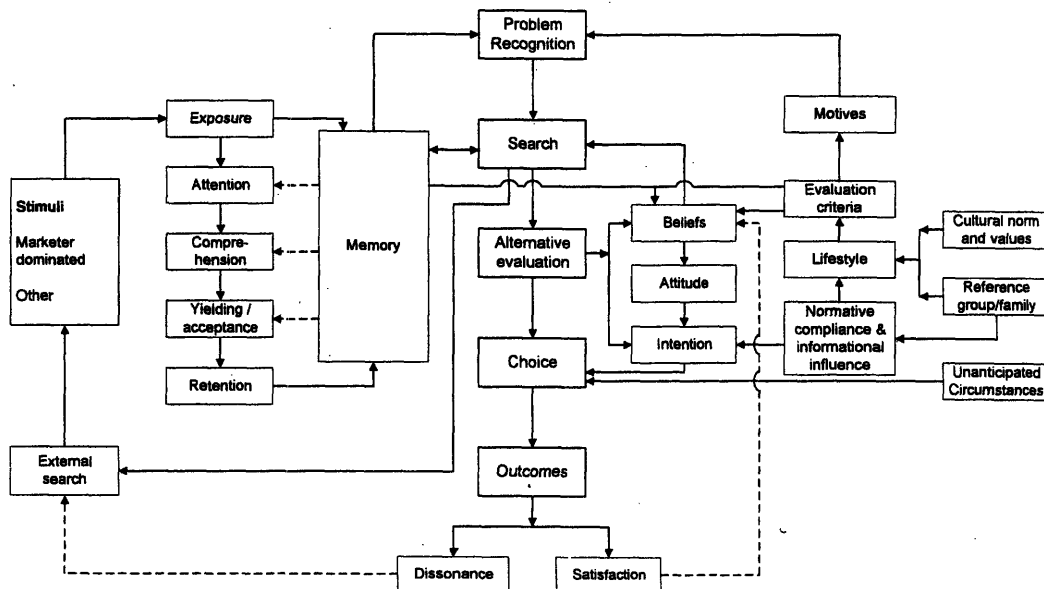 Problem
Recognition
Exposure
Motives
Search
Attention
Stimuli
Marketer
dominated
Other
Memory
Evaluation
criteria
Beliefs
Cultural norm
and values
Compre-
hension
Alternative
evaluation
Lifestyle
Attitude
Reference
group/family
Yielding /
acceptance
Normative
compliance &
informational
influence
Intention
Choice
Retention
Unanticipated
Circumstances
External
search
Outcomes
Dissonance
Satisfaction